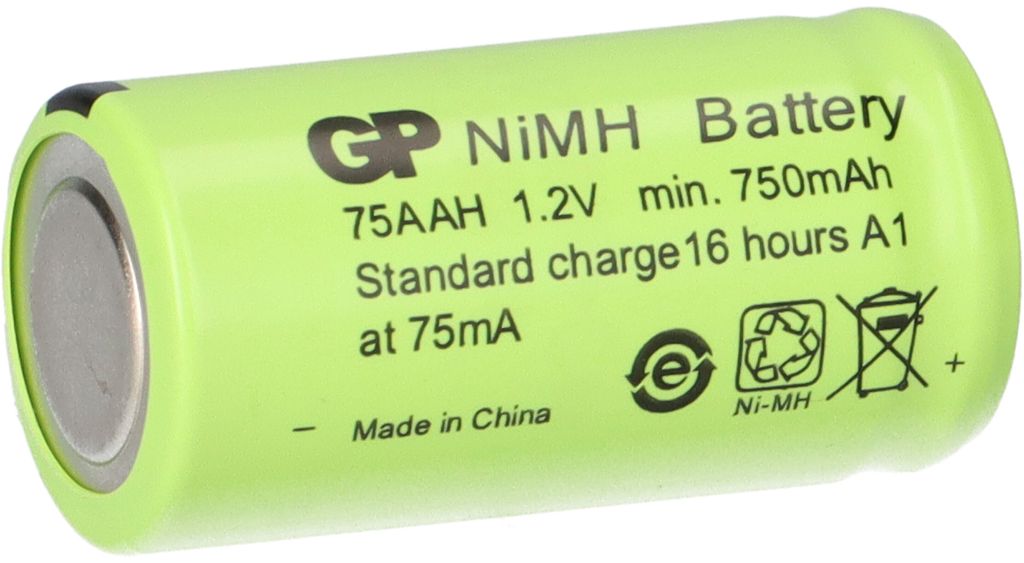 GP NiMH Battery
75AAH 1.2V min. 750mAh
Standard charge16 hours A1
at 75mA
e
Ni-MH
+
– Made in China